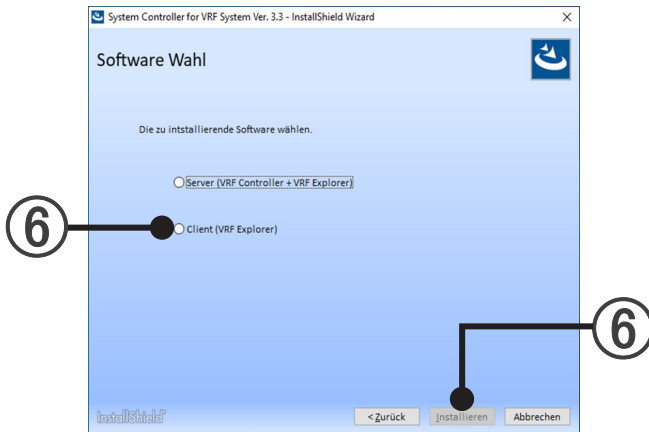 System Controller for VRF System Ver. 3.3 - InstallShield Wizard
Software Wahl
Die zu intstallierende Software wählen.
Server (VRF Controller + VRF Explorer)
6
Client (VRF Explorer)
6
InstallShield
< Zurück Installieren Abbrechen